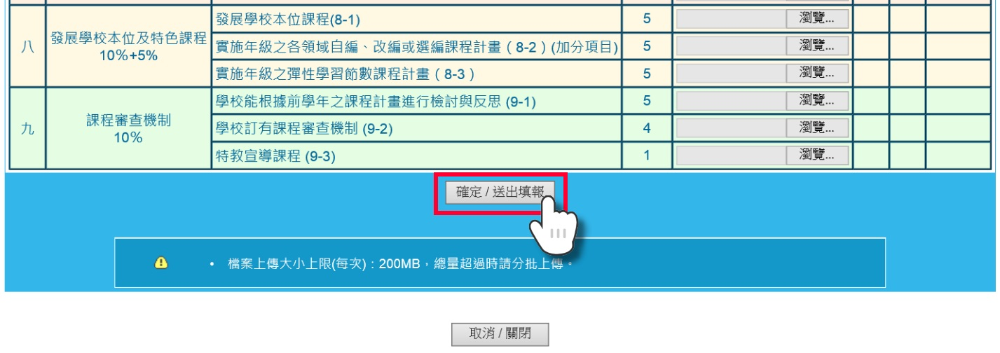 發展學校本位課程(8-1) 5 瀏覽...
八 發展學校本位及特色課程 10%+5% 實施年級之各領域自編、改編或選編課程計畫（8-2）(加分項目) 5 瀏覽...
實施年級之彈性學習節數課程計畫（8-3） 5 瀏覽...
學校能根據前學年之課程計畫進行檢討與反思 (9-1) 5 瀏覽...
九 課程審查機制 10% 學校訂有課程審查機制 (9-2) 4 瀏覽...
特教宣導課程 (9-3) 1 瀏覽...
確定 / 送出填報
• 檔案上傳大小上限(每次)：200MB，總量超過時請分批上傳。
取消 / 關閉